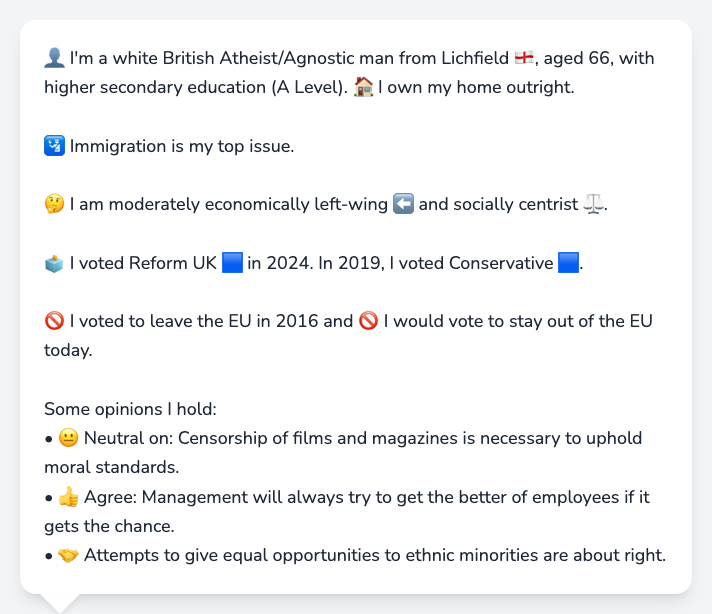 👤 I'm a white British Atheist/Agnostic man from Lichfield 🏴󠁧󠁢󠁥󠁮󠁧󠁿, aged 66, with
higher secondary education (A Level). 🏠 I own my home outright.
🛂 Immigration is my top issue.
🤔 I am moderately economically left-wing ⬅️ and socially centrist ⚖️.
🗳️ I voted Reform UK 🟦 in 2024. In 2019, I voted Conservative 🟦.
🚫 I voted to leave the EU in 2016 and 🚫 I would vote to stay out of the EU
today.
Some opinions I hold:
• 😐 Neutral on: Censorship of films and magazines is necessary to uphold
moral standards.
• 👍 Agree: Management will always try to get the better of employees if it
gets the chance.
• 🤝 Attempts to give equal opportunities to ethnic minorities are about right.